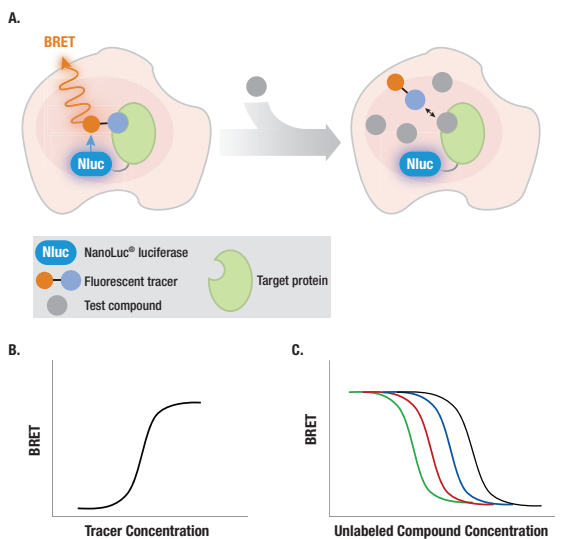 A.
BRET
Nluc
Nluc
Nluc NanoLuc® luciferase
Fluorescent tracer
Target protein
Test compound
B.
C.
BRET
Tracer Concentration
BRET
Unlabeled Compound Concentration